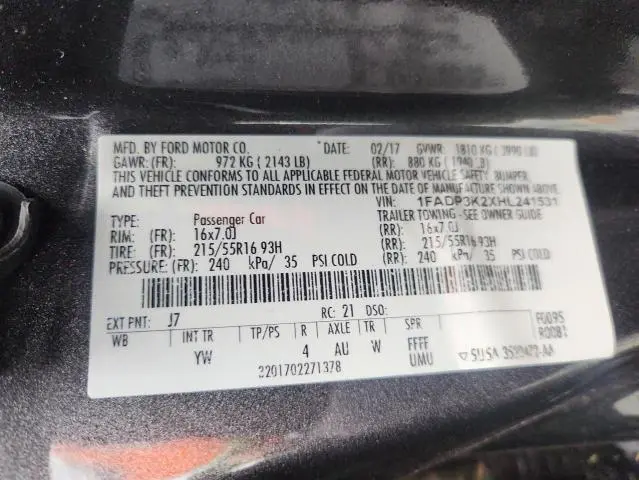 MFD. BY FORD MOTOR CO. DATE: 02/17 GVWR: 1810 KG ( 3990 LB)
GAWR: (FR): 972 KG ( 2143 LB) (RR): 880 KG ( 1940 LB)
THIS VEHICLE CONFORMS TO ALL APPLICABLE FEDERAL MOTOR VEHICLE SAFETY, BUMPER,
AND THEFT PREVENTION STANDARDS IN EFFECT ON THE DATE OF MANUFACTURE SHOWN ABOVE.
VIN: 1FADP3K2XHL241531
TYPE: Passenger Car TRAILER TOWING - SEE OWNER GUIDE
RIM: (FR): 16x7.0J (RR): 16x7.0J
TIRE: (FR): 215/55R16 93H (RR): 215/55R16 93H
PRESSURE: (FR): 240 kPa/ 35 PSI COLD (RR): 240 kPa/ 35 PSI COLD
EXT PNT: J7 RC: 21 DSO: F0095
WB INT TR TP/PS R AXLE TR SPR
YW 4 AU W FFFF
UMU
2201702271378